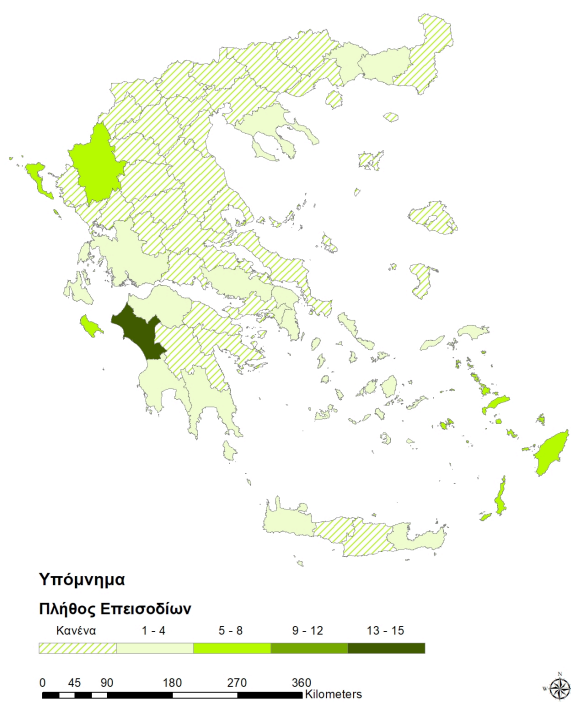 Υπόμνημα
Πλήθος Επεισοδίων
Κανένα 1 - 4 5 - 8 9 - 12 13 - 15
0 45 90 180 270 360
Kilometers
N